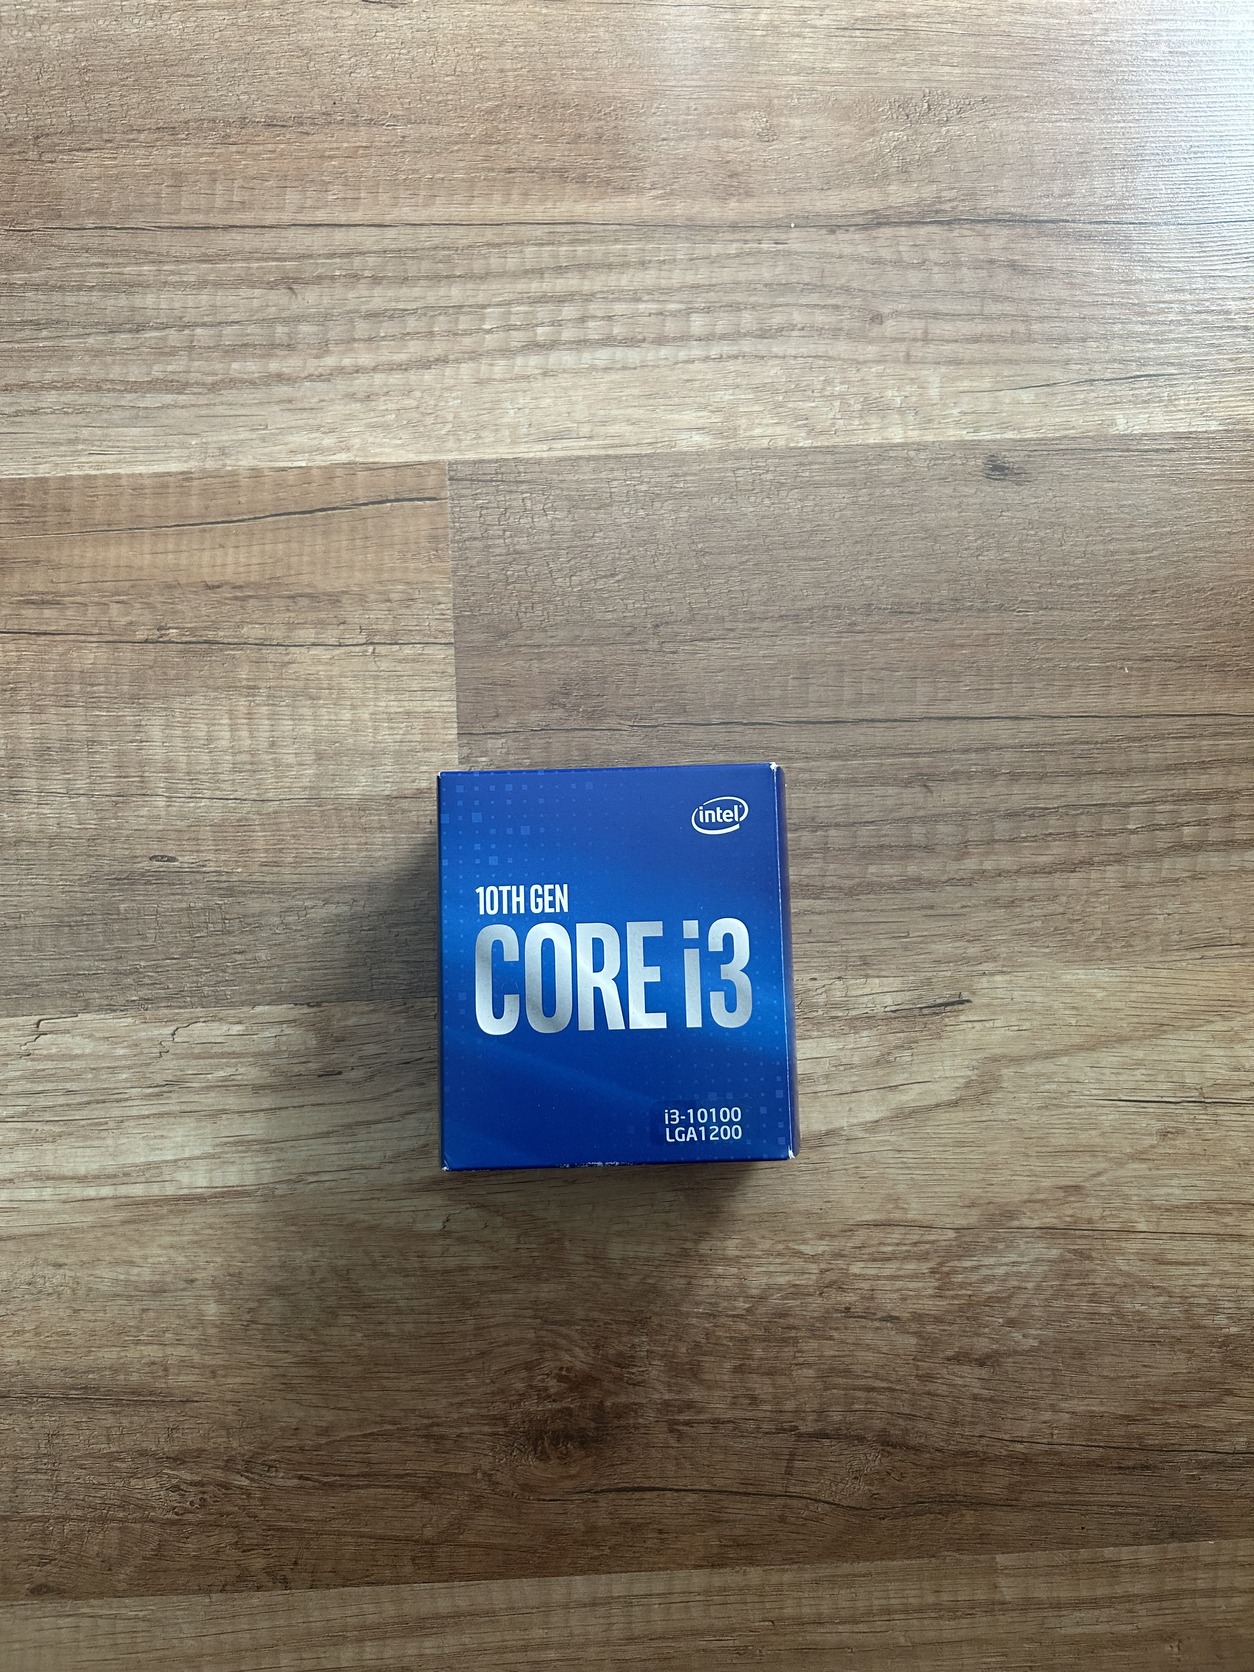 intel
10TH GEN
CORE i3
i3-10100
LGA1200